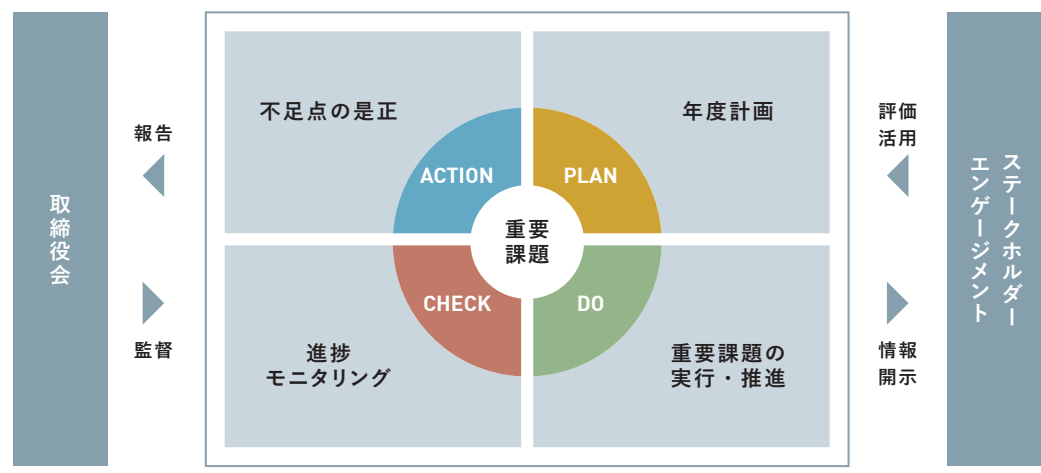 取締役会
報告
監督
不足点の是正
年度計画
ACTION
PLAN
重要
課題
CHECK
DO
進捗
モニタリング
重要課題の
実行・推進
評価
活用
情報
開示
ステークホルダー
エンゲージメント